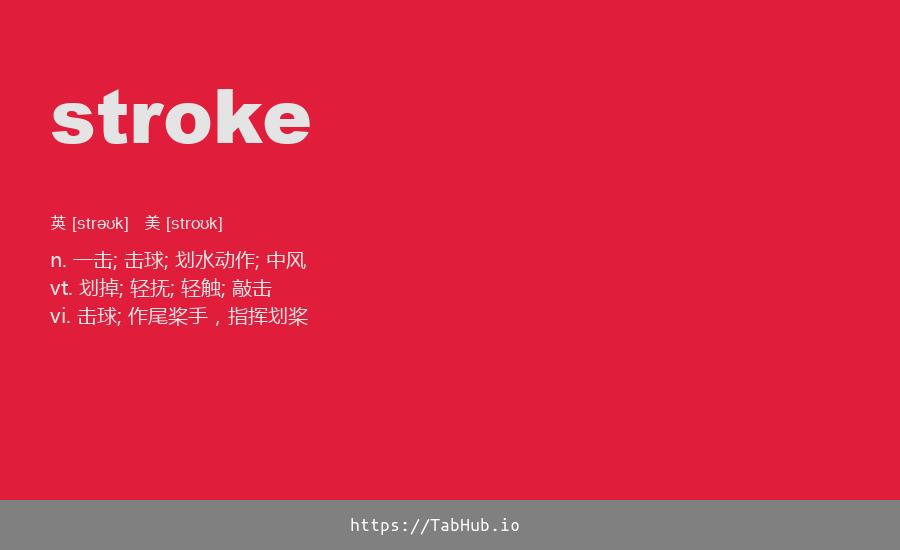 stroke
英 [strəʊk] 美 [stroʊk]
n. 一击; 击球; 划水动作; 中风
vt. 划掉; 轻抚; 轻触; 敲击
vi. 击球; 作尾桨手，指挥划桨
https://TabHub.io